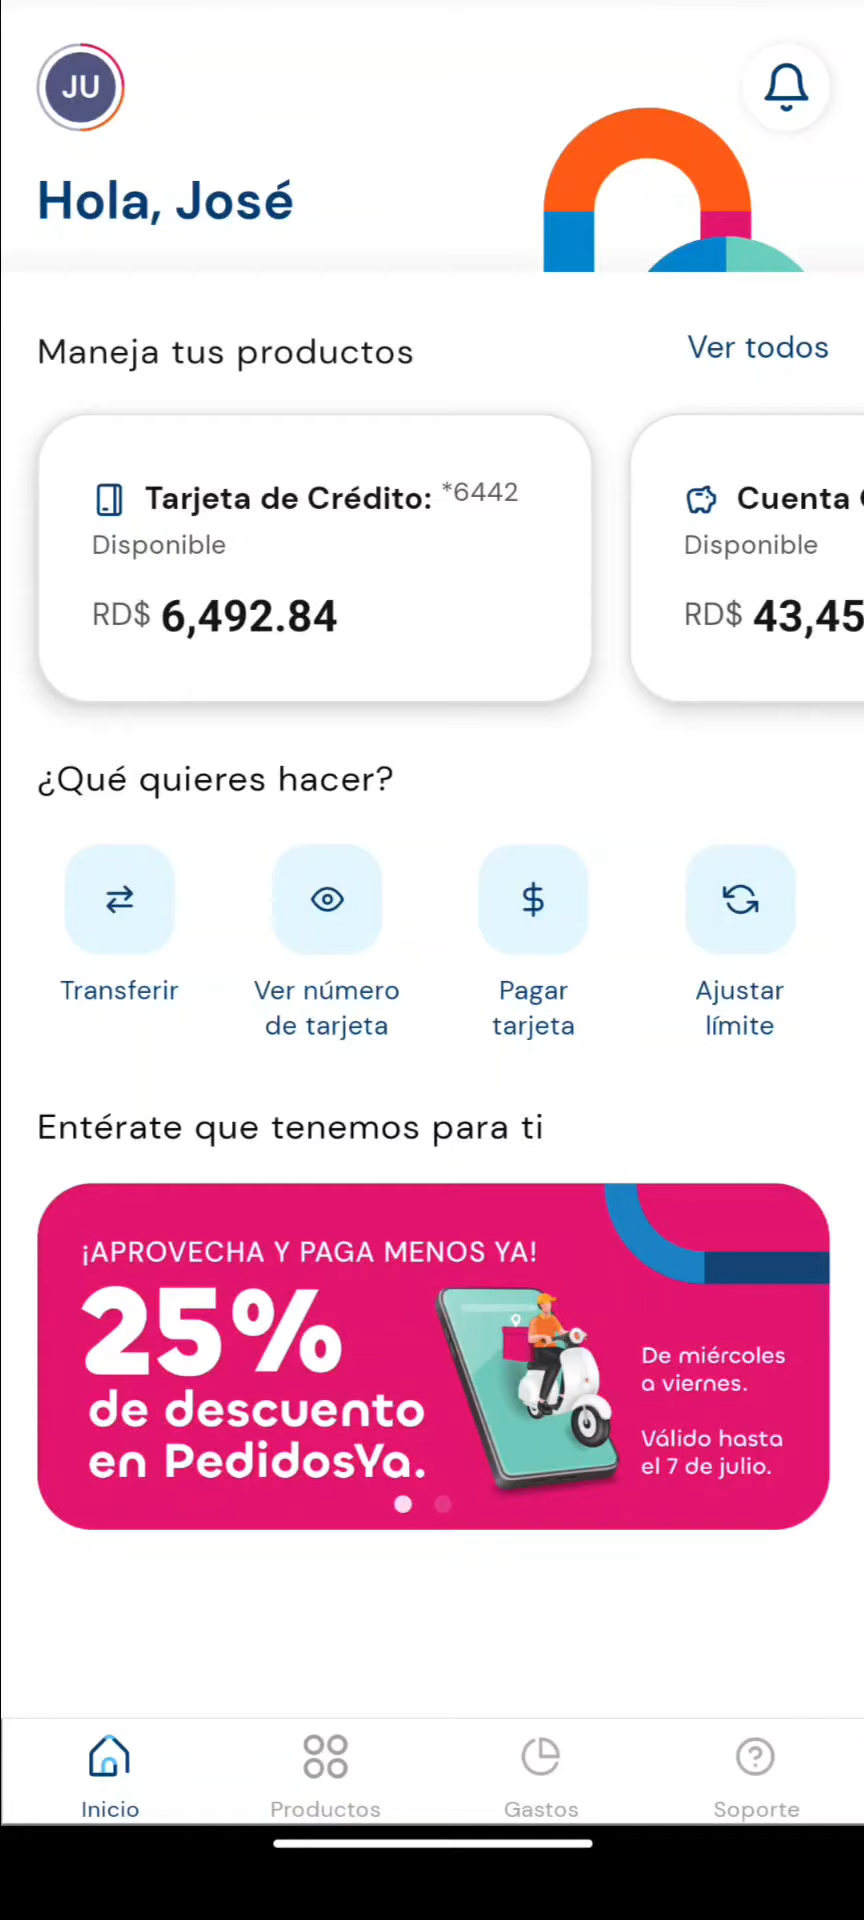 JU
Hola, José
Maneja tus productos
Ver todos
Tarjeta de Crédito: *6442
Disponible
RD$ 6,492.84
Cuenta
Disponible
RD$ 43,45
¿Qué quieres hacer?
Transferir
Ver número
de tarjeta
Pagar
tarjeta
Ajustar
límite
Entérate que tenemos para ti
¡APROVECHA Y PAGA MENOS YA!
25%
de descuento
en PedidosYa.
De miércoles
a viernes.
Válido hasta
el 7 de julio.
Inicio
Productos
Gastos
Soporte